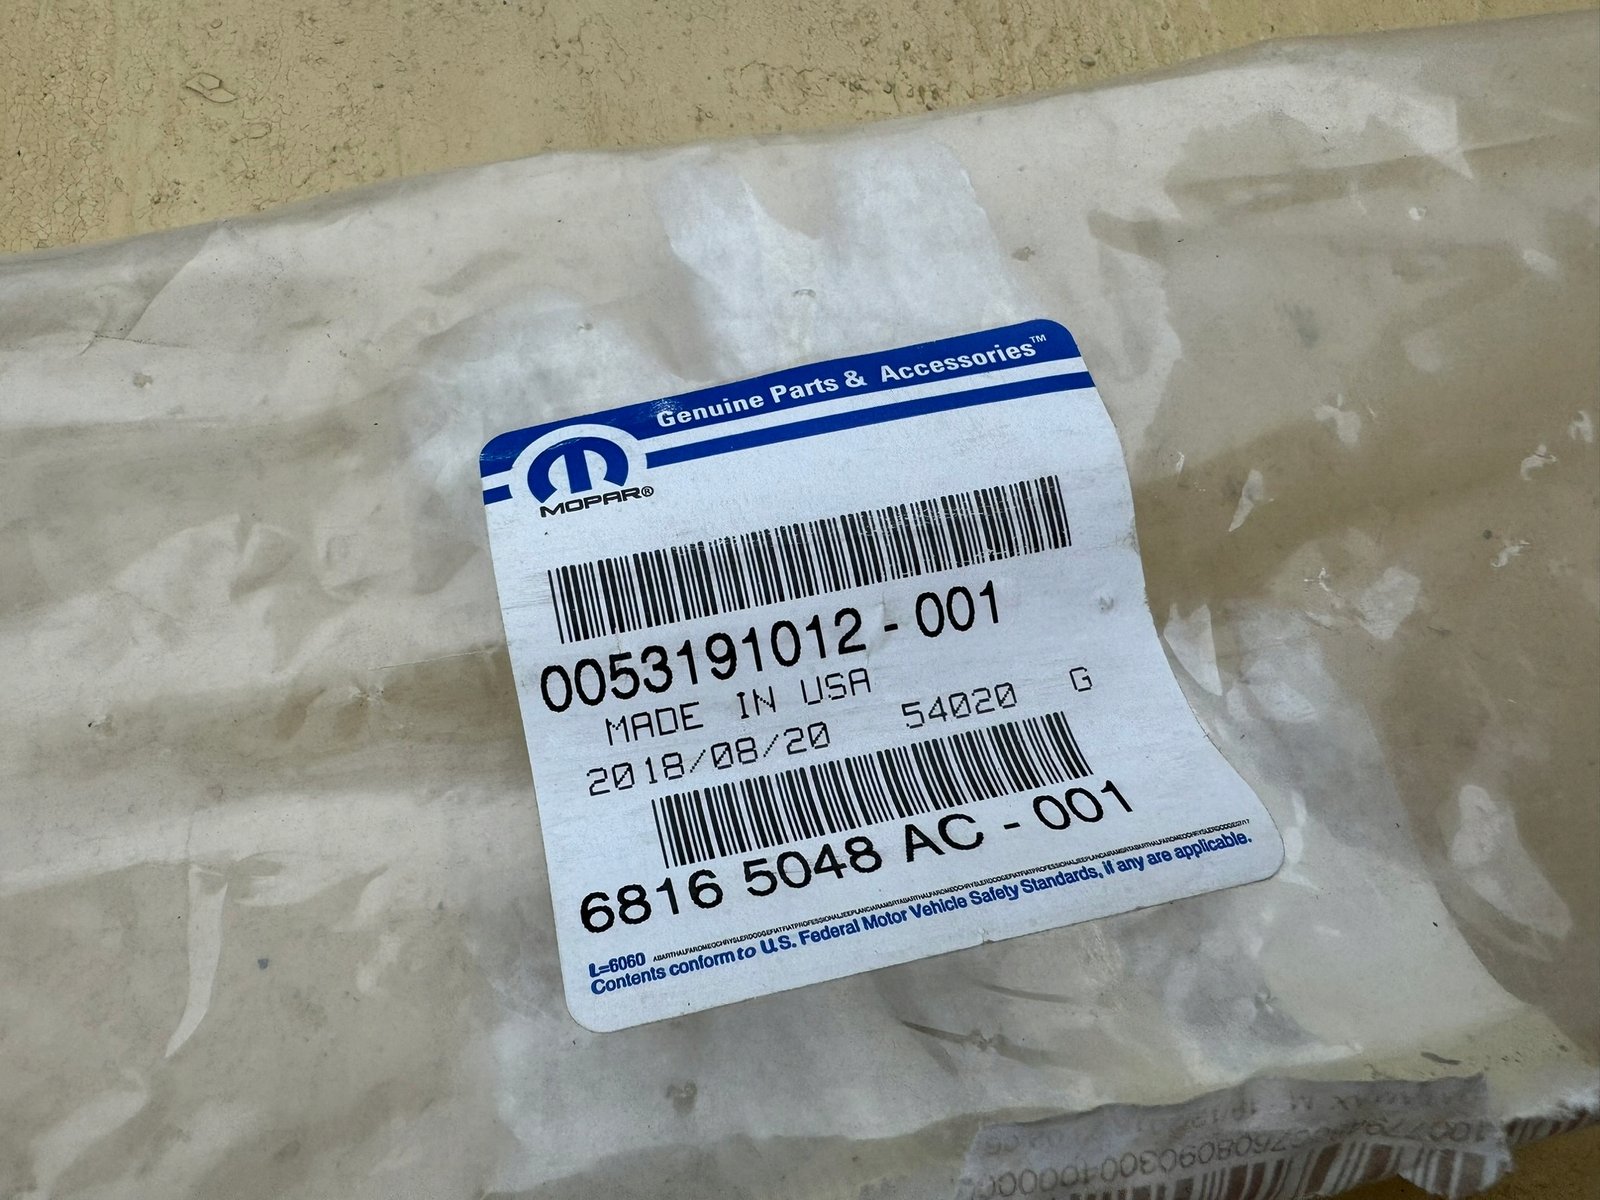 Genuine Parts & Accessories™
MOPAR®
0053191012 - 001
MADE IN USA
2018/08/20 54020 G
6816 5048 AC - 001
L=6060
Contents conform to U.S. Federal Motor Vehicle Safety Standards, if any are applicable.